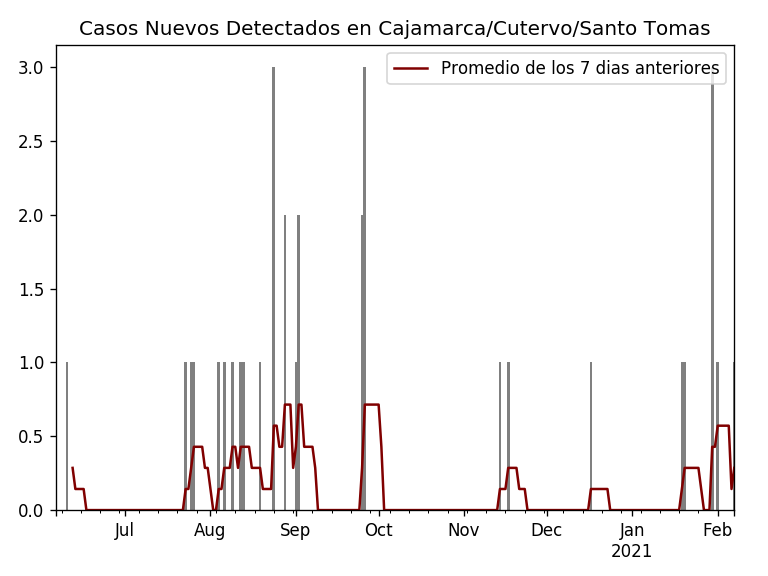 Casos Nuevos Detectados en Cajamarca/Cutervo/Santo Tomas
Promedio de los 7 dias anteriores
3.0
2.5
2.0
1.5
1.0
0.5
0.0
Jul Aug Sep Oct Nov Dec Jan Feb
2021